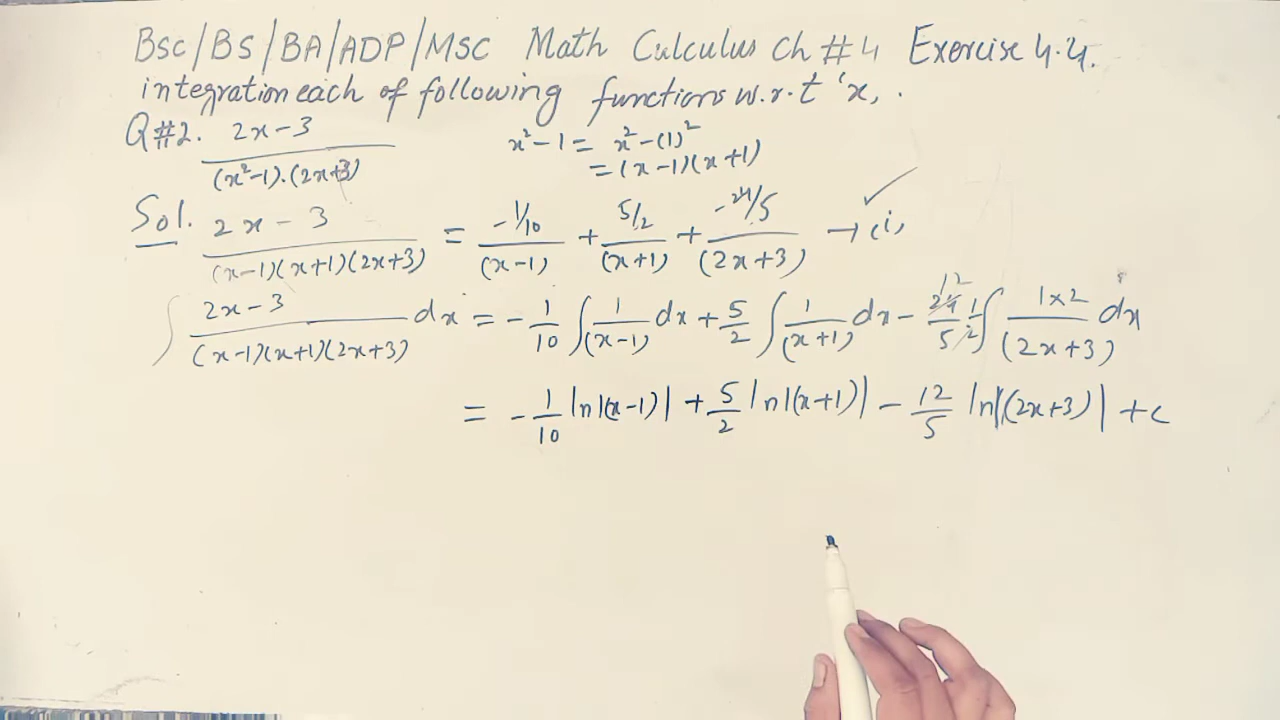 Bsc/BS/BA/ADP/MSC Math Calculus Ch #4 Exercise 4.4.
integration each of following functions w.r.t 'x,.
Q#2. (2x-3)/((x²-1).(2x+3)) x²-1 = x²-(1)²
= (x-1)(x+1)
Sol. (2x-3)/((x-1)(x+1)(2x+3)) = (-1/10)/(x-1) + (5/2)/(x+1) + (-24/5)/(2x+3) → (i,
∫ (2x-3)/((x-1)(x+1)(2x+3)) dx = -1/10 ∫ 1/(x-1) dx + 5/2 ∫ 1/(x+1) dx - 12 24/5 1/2 ∫ (1×2)/(2x+3) dx
= -1/10 ln|(x-1)| + 5/2 ln|(x+1)| - 12/5 ln|(2x+3)| + c